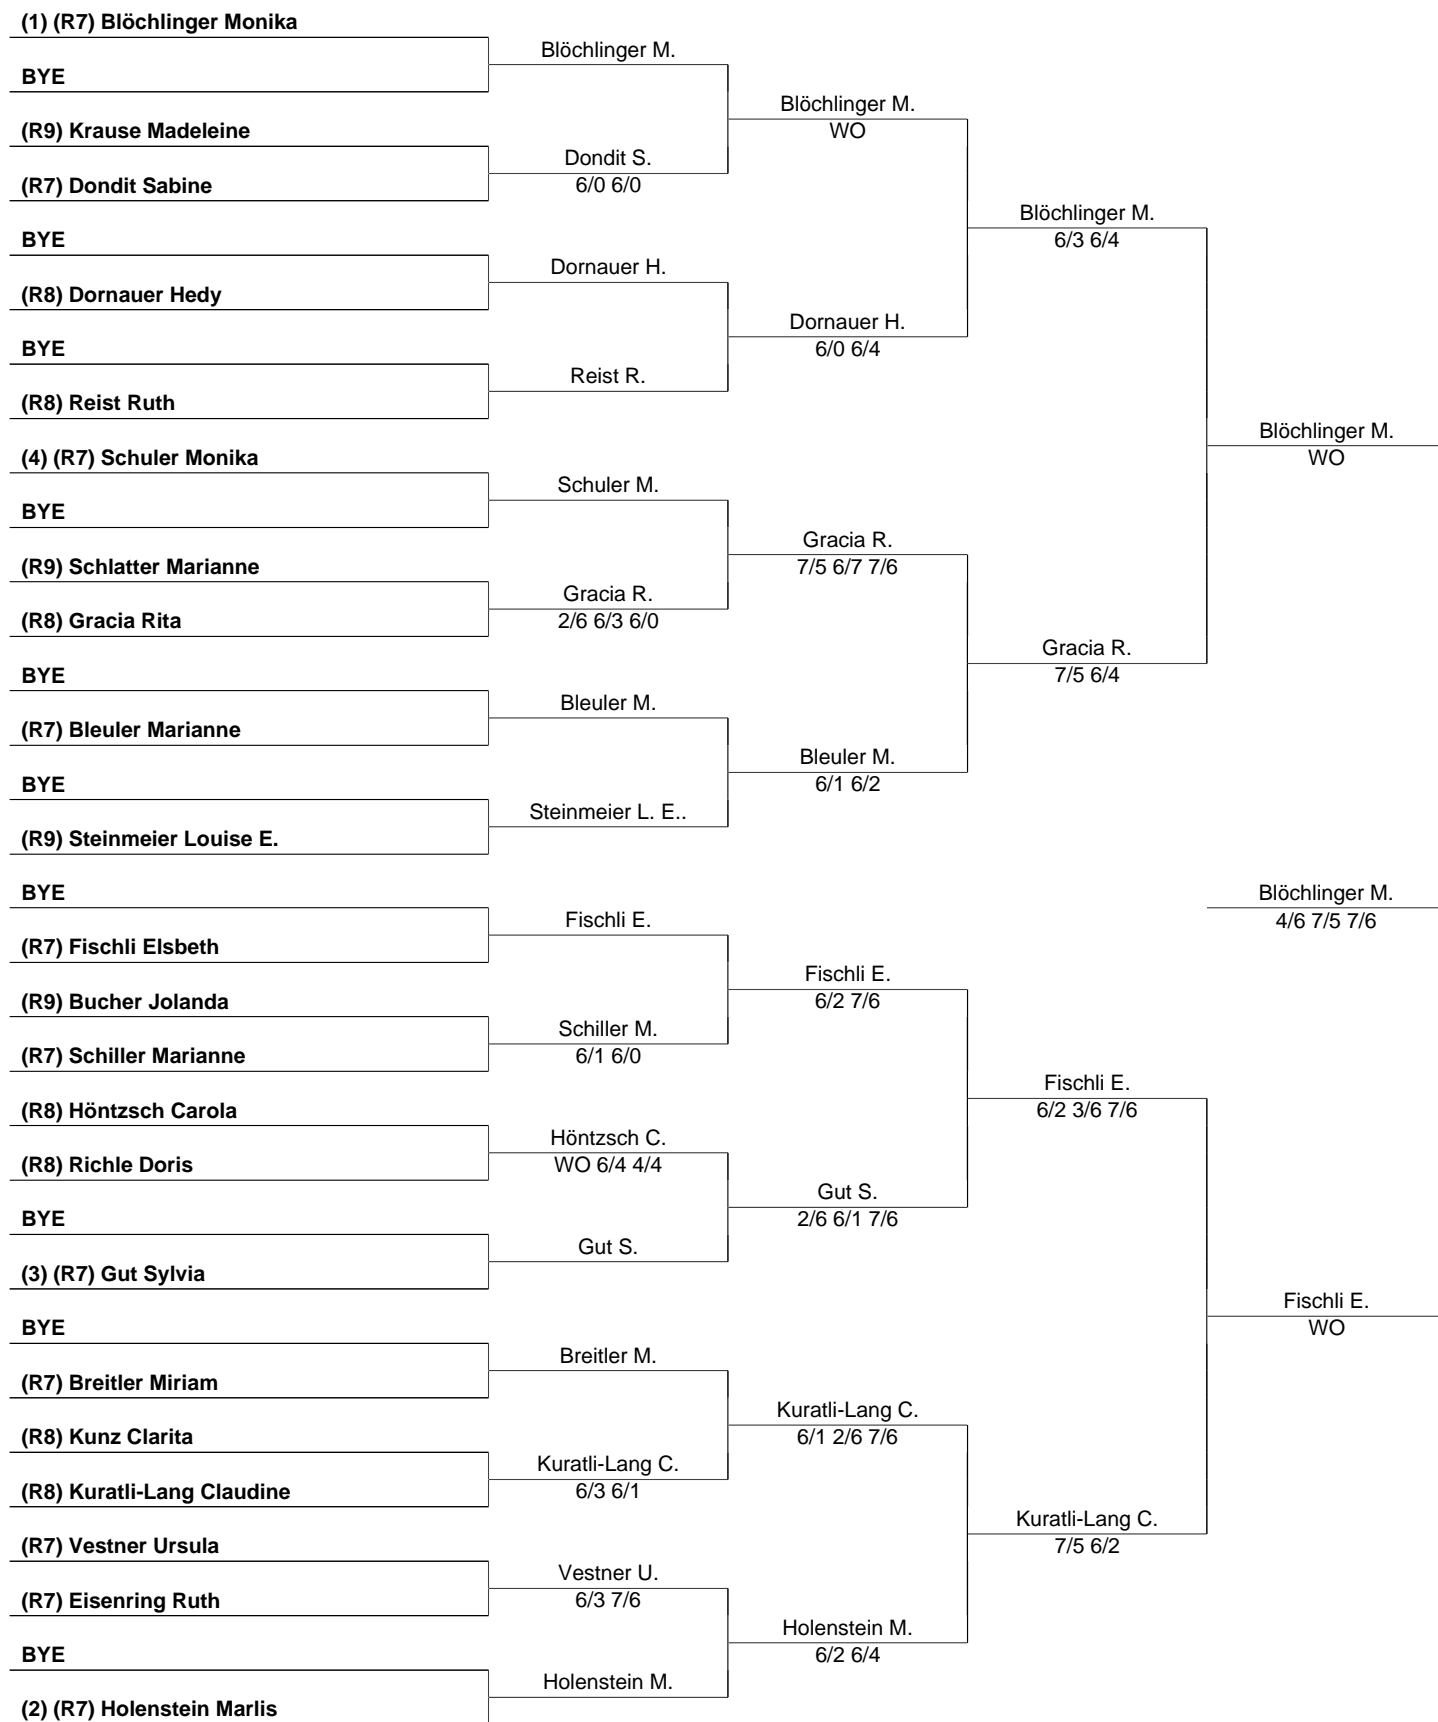 (1) (R7) Blöchlinger Monika
Blöchlinger M.
BYE
Blöchlinger M.
WO
(R9) Krause Madeleine
Dondit S.
6/0 6/0
(R7) Dondit Sabine
Blöchlinger M.
6/3 6/4
BYE
Dornauer H.
(R8) Dornauer Hedy
Dornauer H.
6/0 6/4
BYE
Reist R.
(R8) Reist Ruth
Blöchlinger M.
WO
(4) (R7) Schuler Monika
Schuler M.
BYE
Gracia R.
7/5 6/7 7/6
(R9) Schlatter Marianne
Gracia R.
2/6 6/3 6/0
(R8) Gracia Rita
Gracia R.
7/5 6/4
BYE
Bleuler M.
(R7) Bleuler Marianne
Bleuler M.
6/1 6/2
BYE
Steinmeier L. E..
(R9) Steinmeier Louise E.
BYE
Blöchlinger M.
4/6 7/5 7/6
Fischli E.
(R7) Fischli Elsbeth
Fischli E.
6/2 7/6
(R9) Bucher Jolanda
Schiller M.
6/1 6/0
(R7) Schiller Marianne
Fischli E.
6/2 3/6 7/6
(R8) Höntzsch Carola
Höntzsch C.
WO 6/4 4/4
(R8) Richle Doris
Gut S.
2/6 6/1 7/6
BYE
Gut S.
(3) (R7) Gut Sylvia
Fischli E.
WO
BYE
Breitler M.
(R7) Breitler Miriam
Kuratli-Lang C.
6/1 2/6 7/6
(R8) Kunz Clarita
Kuratli-Lang C.
6/3 6/1
(R8) Kuratli-Lang Claudine
Kuratli-Lang C.
7/5 6/2
(R7) Vestner Ursula
Vestner U.
6/3 7/6
(R7) Eisenring Ruth
Holenstein M.
6/2 6/4
BYE
Holenstein M.
(2) (R7) Holenstein Marlis